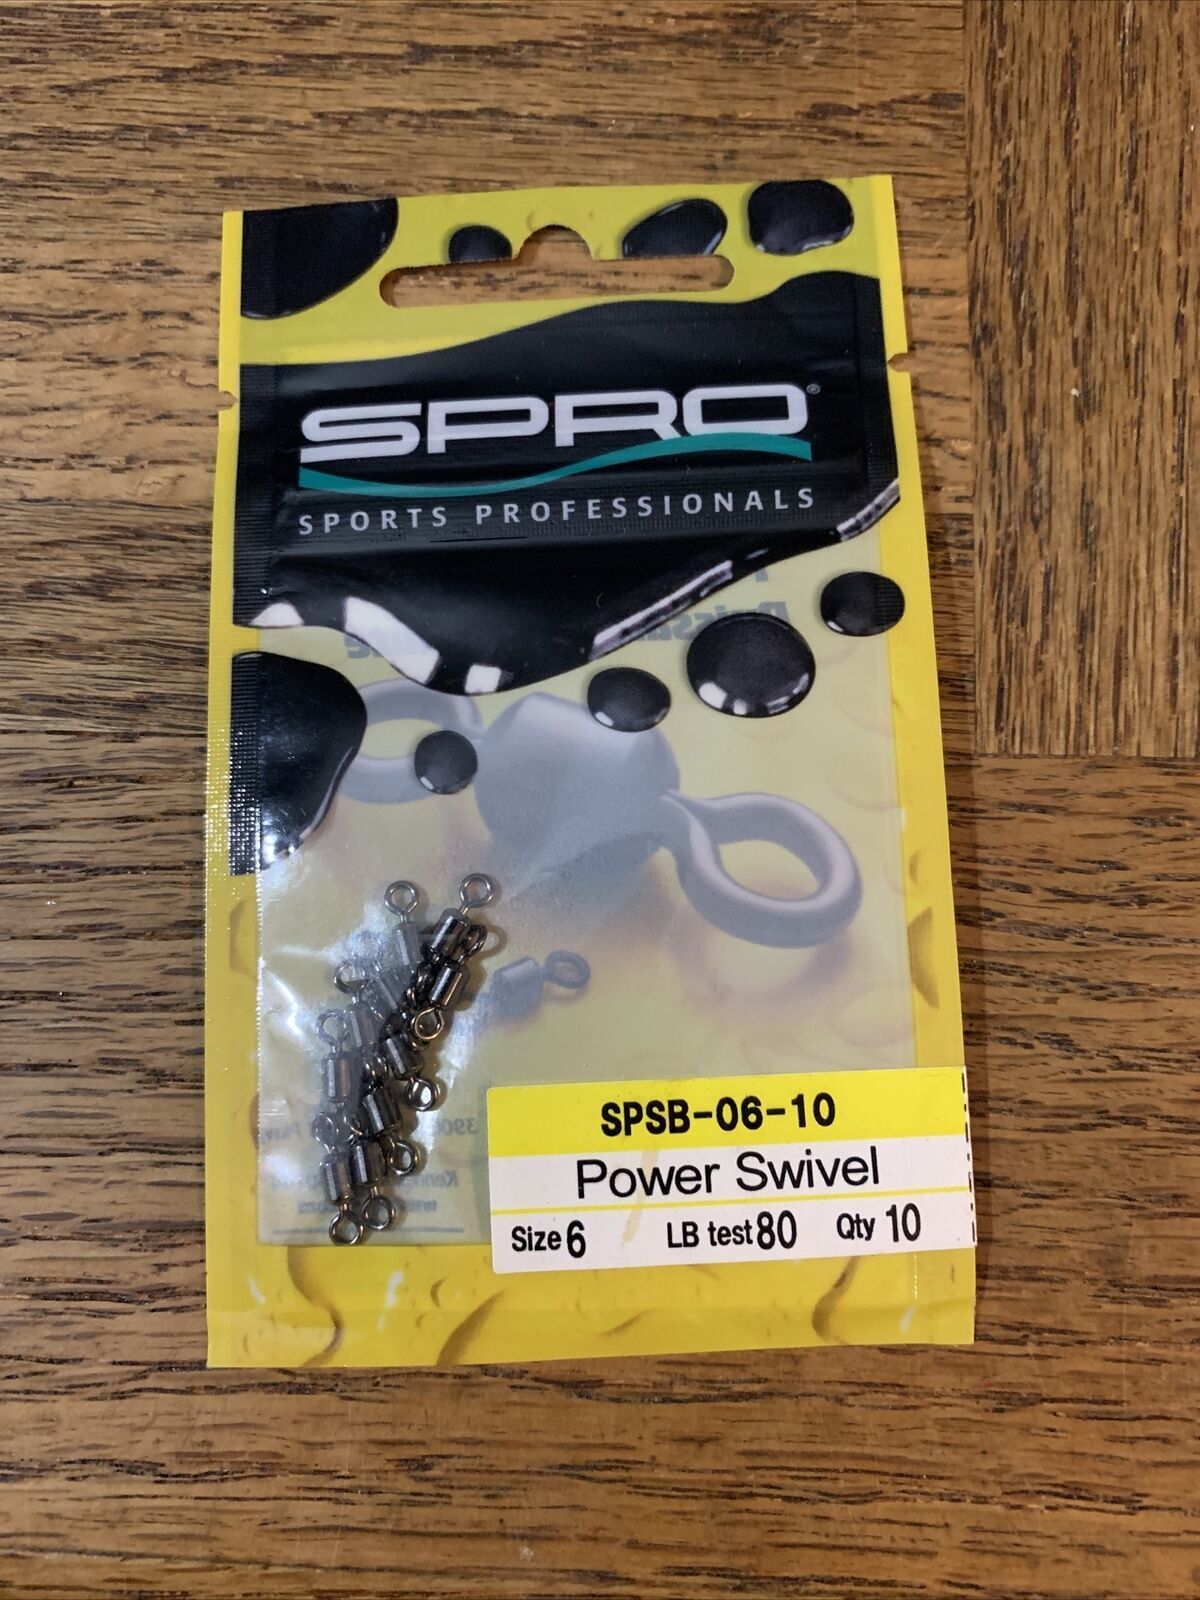 SPRO®
SPORTS PROFESSIONALS
SPSB-06-10
Power Swivel
Size 6 LB test 80 Qty 10